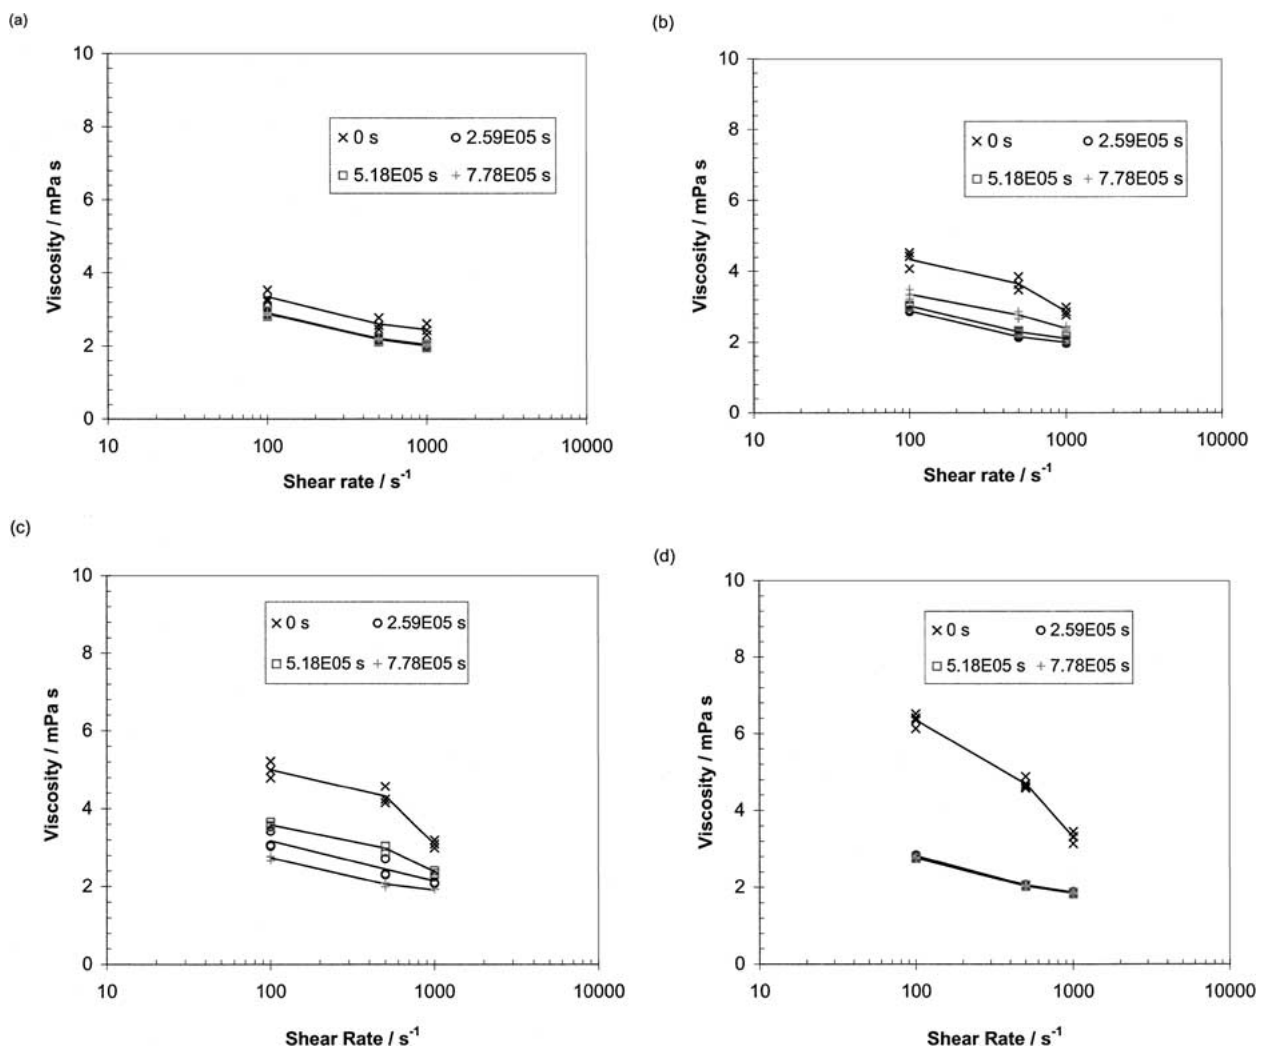 (a)
10
8
6
4
2
0
Viscosity / mPa s
0 s
2.59E05 s
5.18E05 s
7.78E05 s
10
100
1000
10000
Shear rate / s⁻¹
(b)
10
8
6
4
2
0
Viscosity / mPa s
0 s
2.59E05 s
5.18E05 s
7.78E05 s
10
100
1000
10000
Shear rate / s⁻¹
(c)
10
8
6
4
2
0
Viscosity / mPa s
0 s
2.59E05 s
5.18E05 s
7.78E05 s
10
100
1000
10000
Shear Rate / s⁻¹
(d)
10
8
6
4
2
0
Viscosity / mPa s
0 s
2.59E05 s
5.18E05 s
7.78E05 s
10
100
1000
10000
Shear Rate / s⁻¹